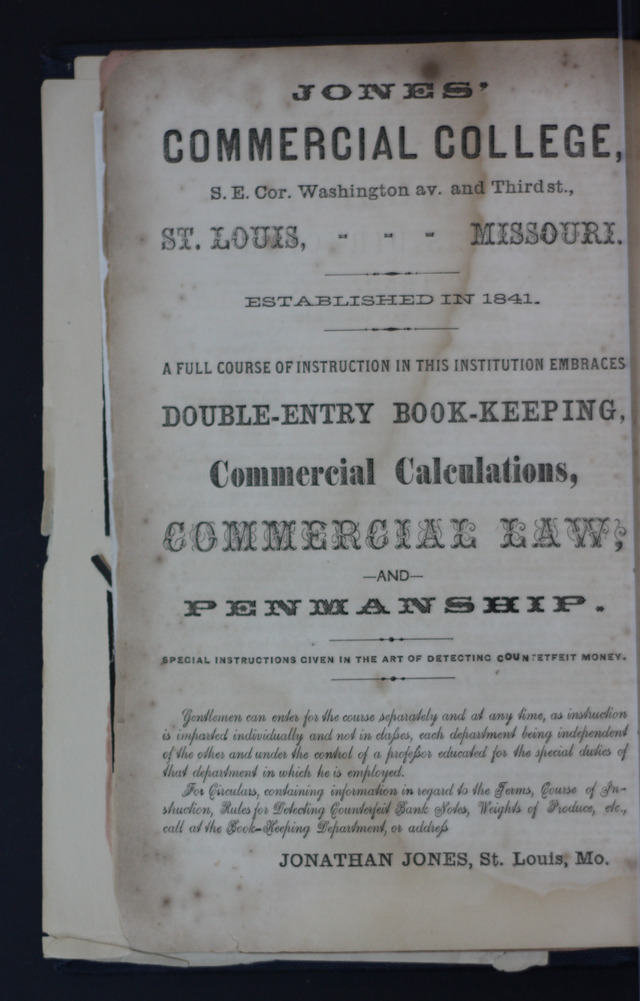 JONES'
COMMERCIAL COLLEGE,
S. E. Cor. Washington av. and Third st.,
ST. LOUIS, - - - MISSOURI.
ESTABLISHED IN 1841.
A FULL COURSE OF INSTRUCTION IN THIS INSTITUTION EMBRACES
DOUBLE-ENTRY BOOK-KEEPING,
Commercial Calculations,
COMMERCIAL LAW,
—AND—
PENMANSHIP.
SPECIAL INSTRUCTIONS GIVEN IN THE ART OF DETECTING COUNTETFEIT MONEY.
Gentlemen can enter for the course separately and at any time, as instruction
is imparted individually and not in claſses, each department being independent
of the other and under the control of a profeſsor educated for the special duties of
that department in which he is employed.
For Circulars, containing information in regard to the Terms, Course of In-
struction, Rules for Detecting Counterfeit Bank Notes, Weights of Produce, etc.,
call at the Book-Keeping Department, or addreſs
JONATHAN JONES, St. Louis, Mo.